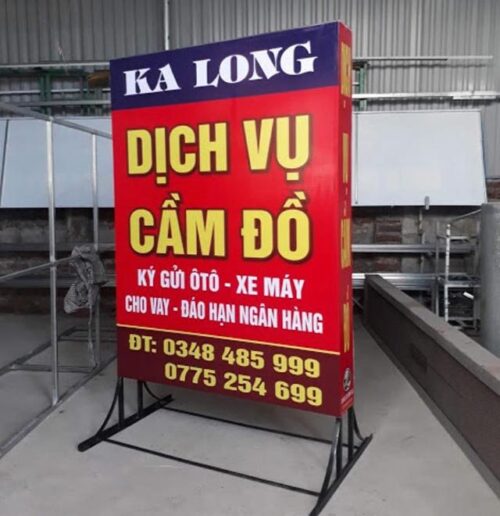 KA LONG
DỊCH VỤ
CẦM ĐỒ
KÝ GỬI ÔTÔ - XE MÁY
CHO VAY - ĐÁO HẠN NGÂN HÀNG
ĐT: 0348 485 999
0775 254 699